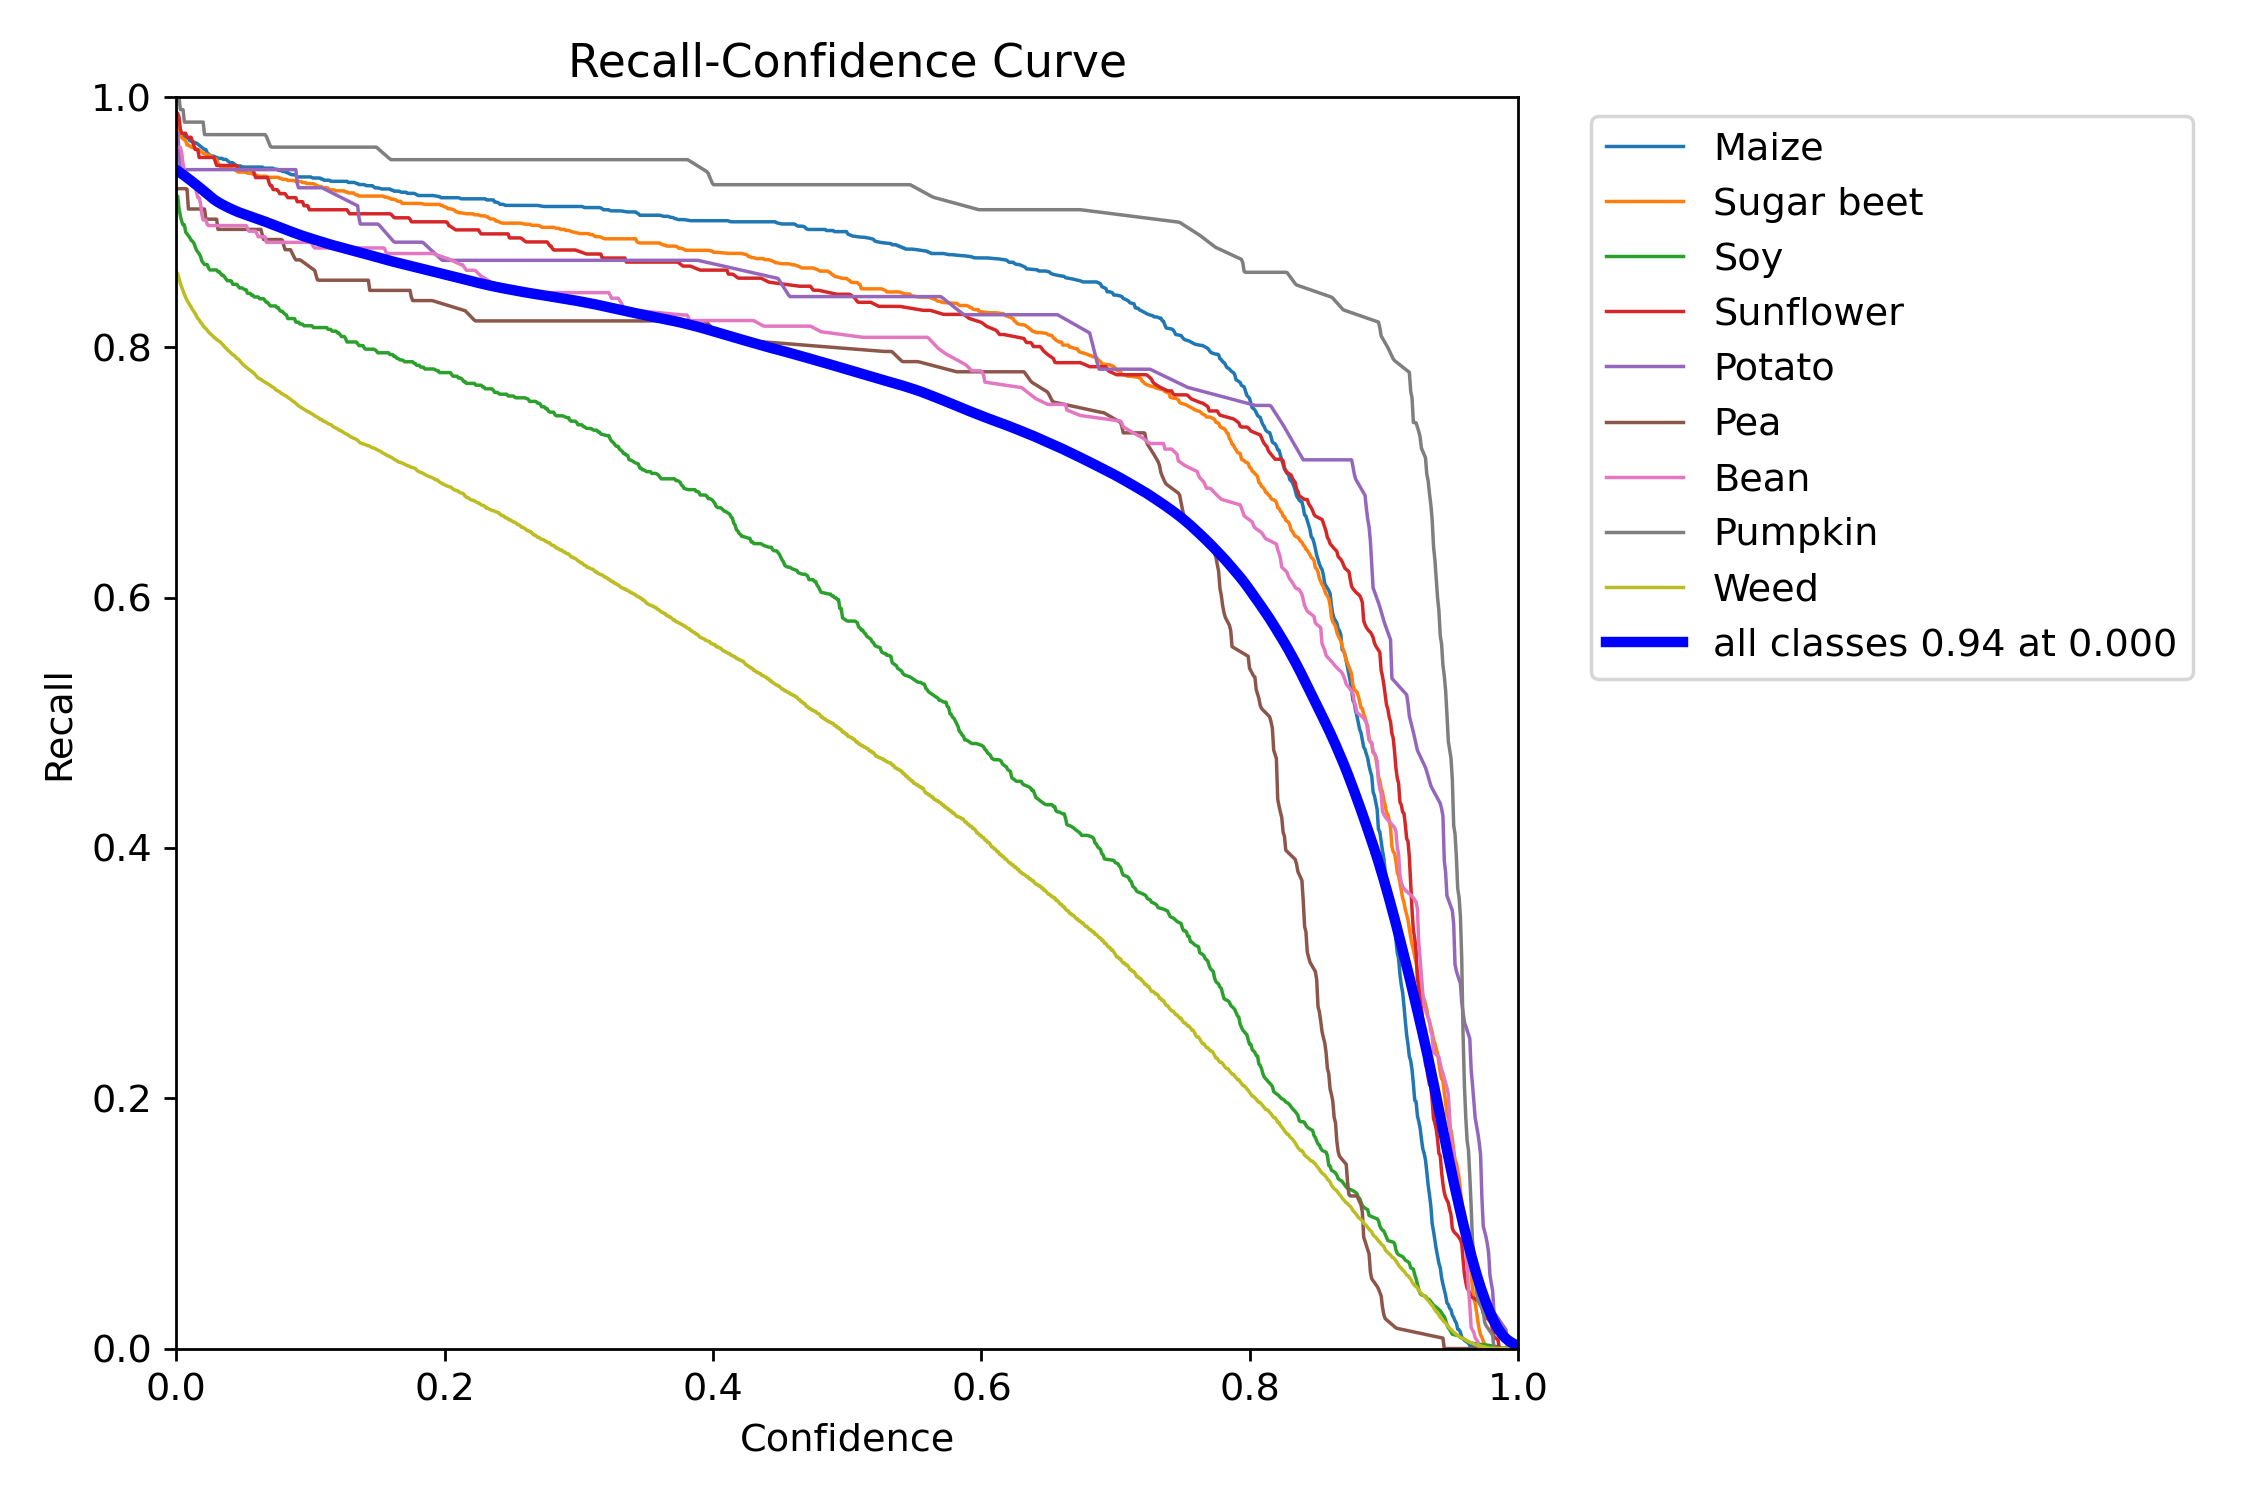 Recall-Confidence Curve
1.0
0.8
0.6
0.4
0.2
0.0
Recall
0.0 0.2 0.4 0.6 0.8 1.0
Confidence
Maize
Sugar beet
Soy
Sunflower
Potato
Pea
Bean
Pumpkin
Weed
all classes 0.94 at 0.000